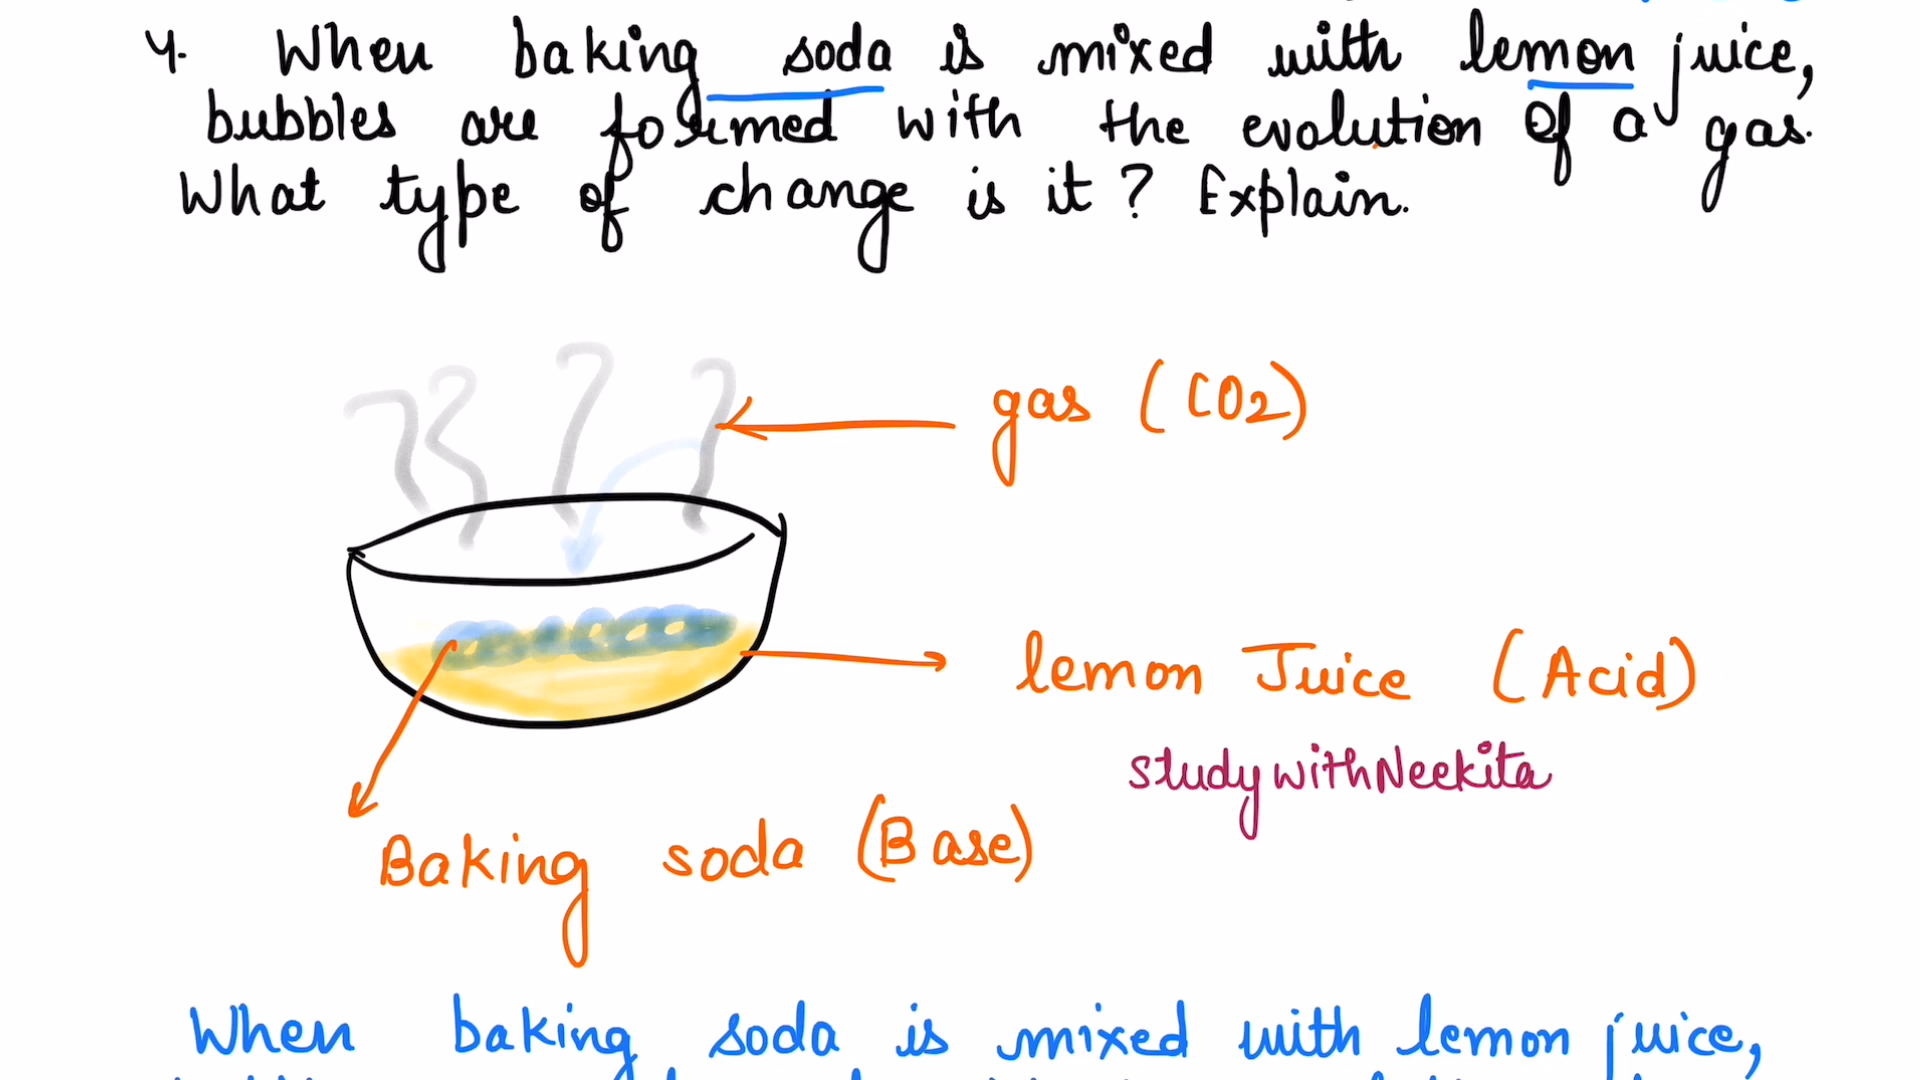 4. When baking soda is mixed with lemon juice,
bubbles are formed with the evolution of a gas.
What type of change is it? Explain.
gas (CO2)
lemon Juice (Acid)
studywithNeekita
Baking soda (Base)
When baking soda is mixed with lemon juice,